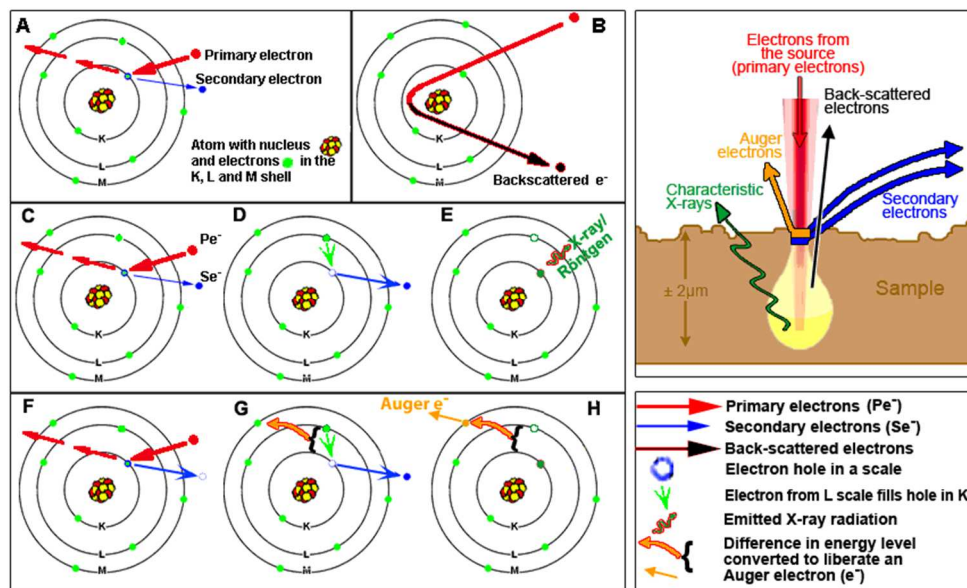 A
Primary electron
Secondary electron
K
Atom with nucleus
and electrons in the
K, L and M shell
L
M
B
K
L
M
Backscattered e-
C
Pe-
Se-
K
L
M
D
K
L
M
E
X-ray/
Röntgen
K
L
M
F
K
L
M
G
K
L
M
Auger e-
H
K
L
M
Electrons from
the source
(primary electrons)
Back-scattered
electrons
Auger
electrons
Characteristic
X-rays
Secondary
electrons
± 2µm
Sample
Primary electrons (Pe-)
Secondary electrons (Se-)
Back-scattered electrons
Electron hole in a scale
Electron from L scale fills hole in K
Emitted X-ray radiation
Difference in energy level
converted to liberate an
Auger electron (e-)